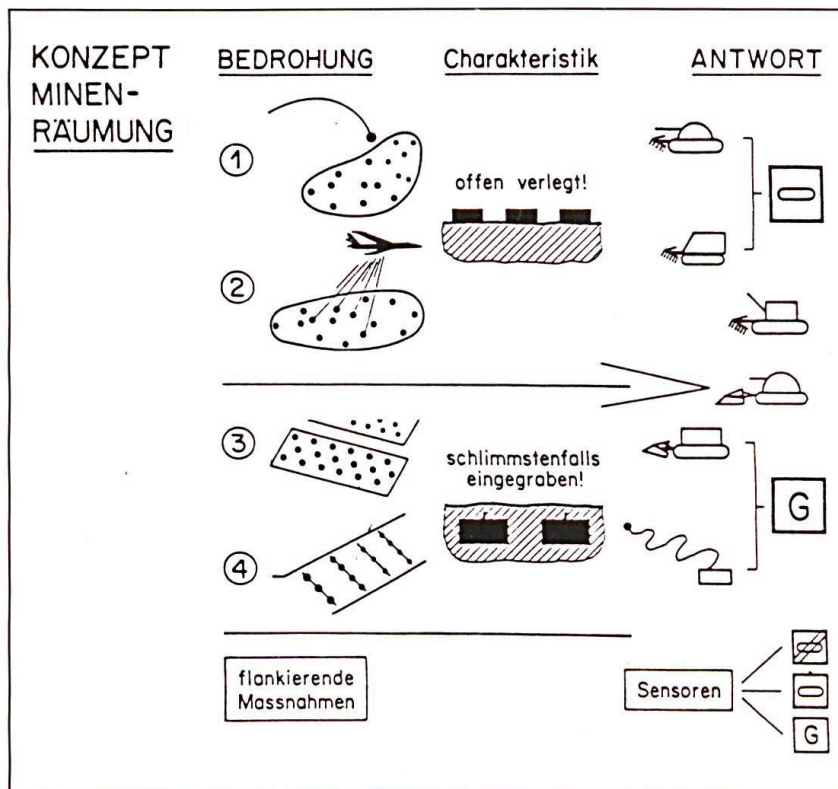 KONZEPT
MINEN-
RÄUMUNG
BEDROHUNG
Charakteristik
ANTWORT
1
offen verlegt!
2
3
schlimmstenfalls
eingegraben!
G
4
flankierende
Massnahmen
Sensoren
G